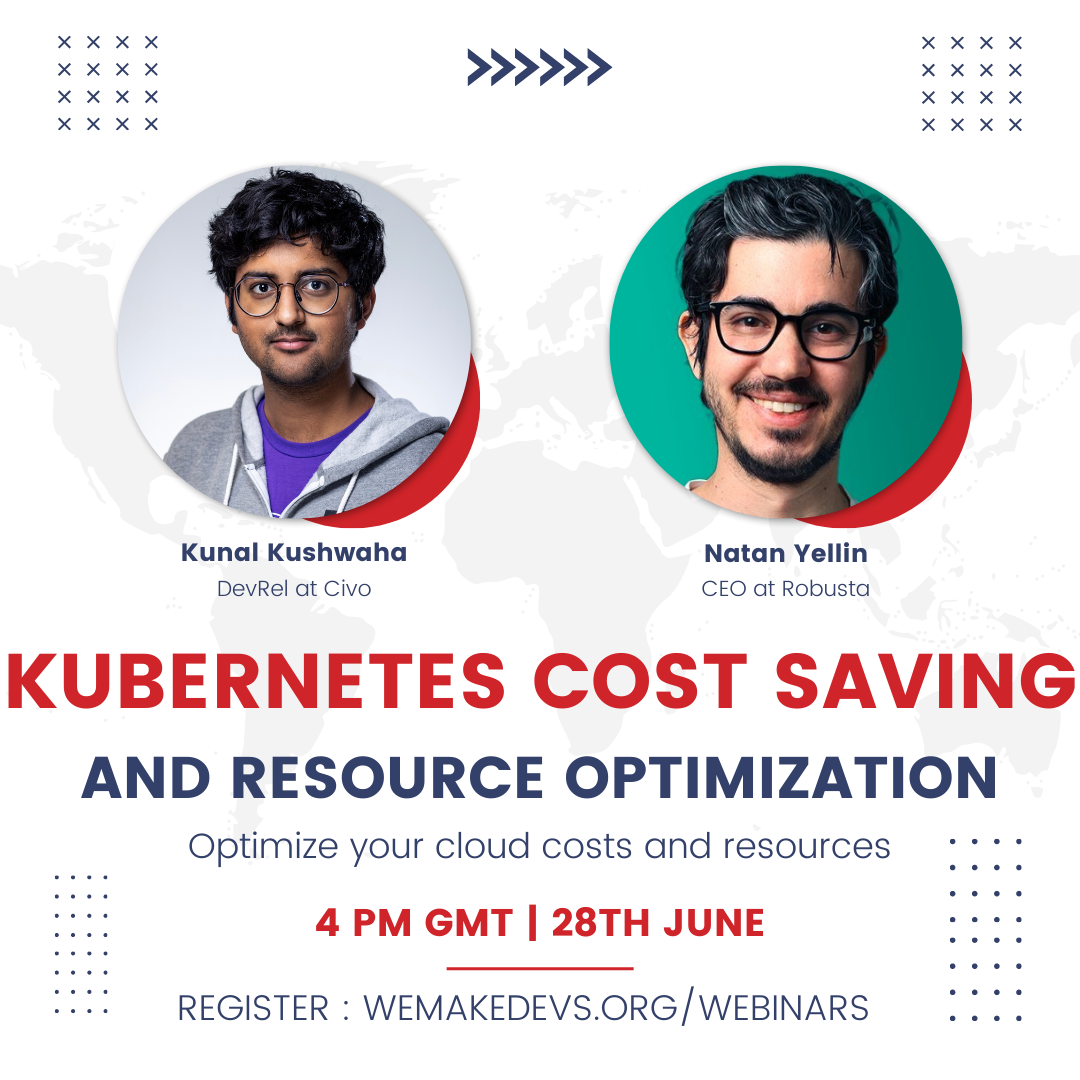 Kunal Kushwaha
DevRel at Civo
Natan Yellin
CEO at Robusta
KUBERNETES COST SAVING
AND RESOURCE OPTIMIZATION
Optimize your cloud costs and resources
4 PM GMT | 28TH JUNE
REGISTER : WEMAKEDEVS.ORG/WEBINARS